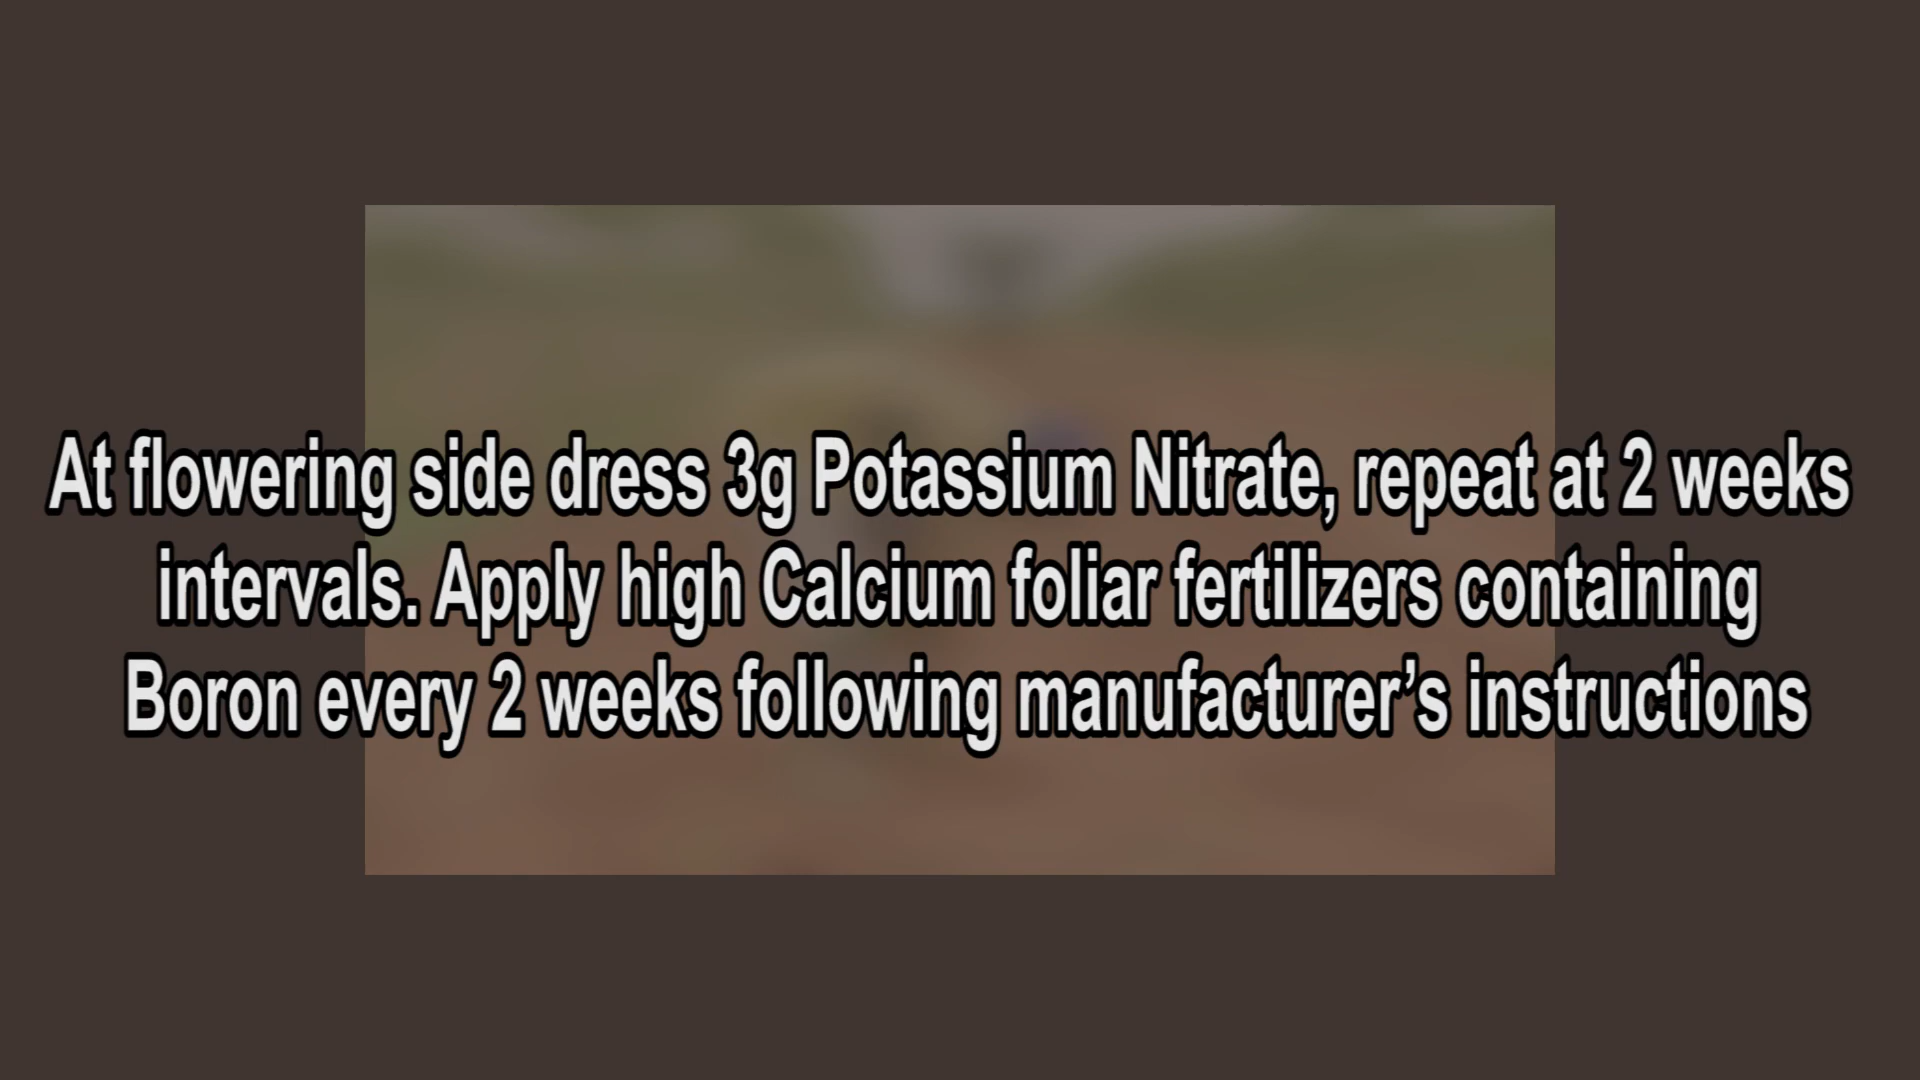 At flowering side dress 3g Potassium Nitrate, repeat at 2 weeks
intervals. Apply high Calcium foliar fertilizers containing
Boron every 2 weeks following manufacturer’s instructions